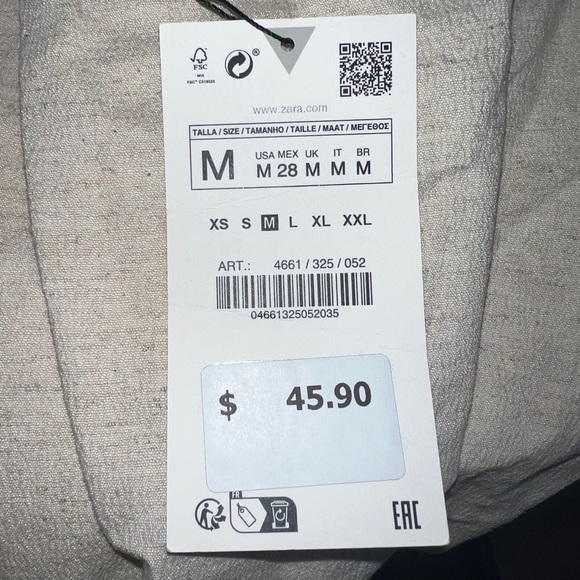 FSC
www.zara.com
TALLA / SIZE / TAMANHO / TAILLE / MAAT / ΜΕΓΕΘΟΣ
M
USA MEX UK IT BR
M 28 M M M
XS S M L XL XXL
ART.: 4661 / 325 / 052
04661325052035
$ 45.90
FR
EAC